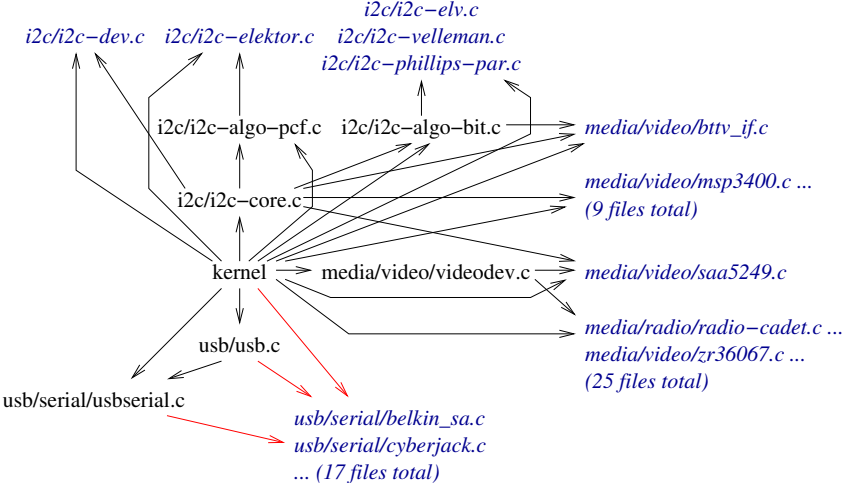 i2c/i2c−elv.c
i2c/i2c−dev.c
i2c/i2c−elektor.c
i2c/i2c−velleman.c
i2c/i2c−phillips−par.c
i2c/i2c−algo−pcf.c
i2c/i2c−algo−bit.c
media/video/bttv_if.c
media/video/msp3400.c ...
i2c/i2c−core.c
(9 files total)
kernel
media/video/videodev.c
media/video/saa5249.c
media/radio/radio−cadet.c ...
usb/usb.c
media/video/zr36067.c ...
(25 files total)
usb/serial/usbserial.c
usb/serial/belkin_sa.c
usb/serial/cyberjack.c
... (17 files total)